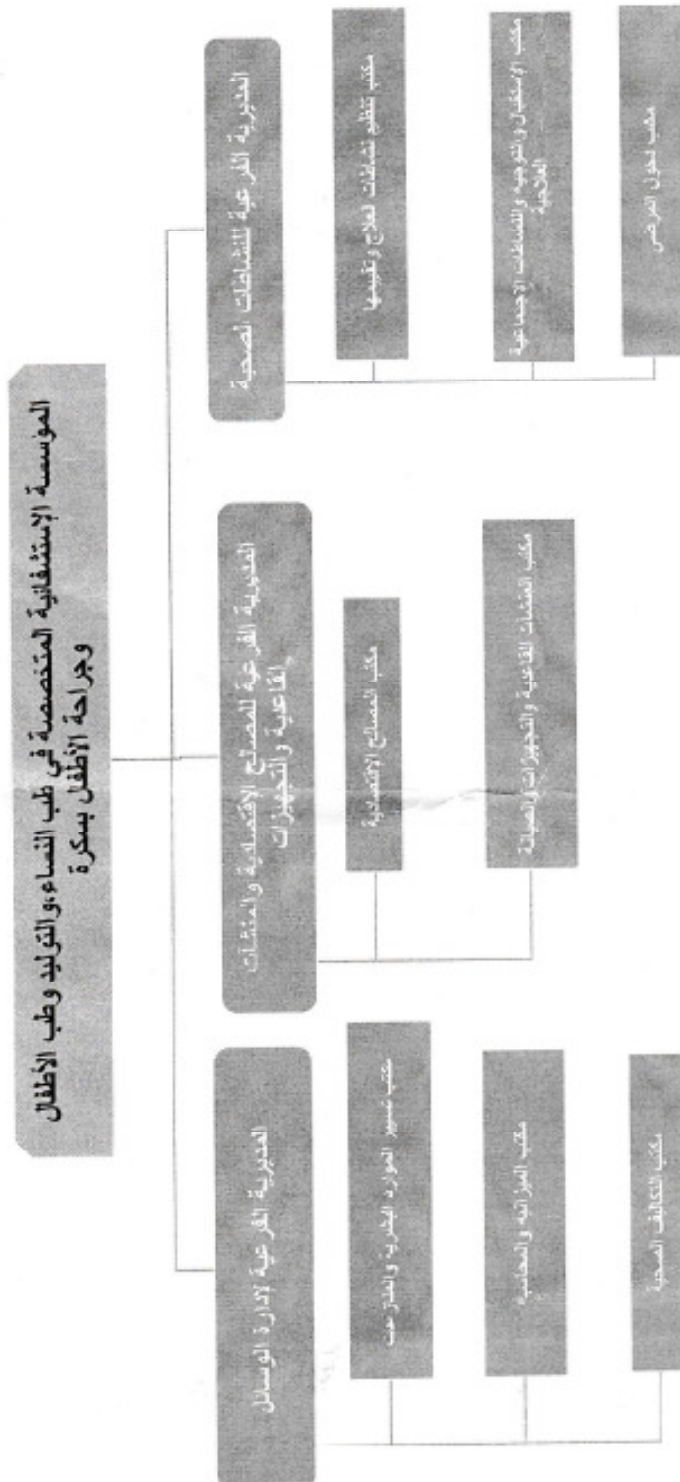 المؤسسة الإستشفائية المتخصصة في طب النساء،والتوليد وطب الأطفال
وجراحة الأطفال بسكرة
المديرية الفرعية للنشاطات الصحية
مكتب تنظيم نشاطات العلاج وتقييمها
مكتب الإستقبال والتوجيه والنشاطات الإجتماعية
العلاجية
مكتب دخول المرضى
المديرية الفرعية للمصالح الإقتصادية والمنشآت
القاعدية والتجهيزات
مكتب المصالح الإقتصادية
مكتب المنشآت القاعدية والتجهيزات والصيانة
المديرية الفرعية لإدارة الوسائل
مكتب تسيير الموارد البشرية والمنازعات
مكتب الميزانية والمحاسبة
مكتب التكاليف الصحية